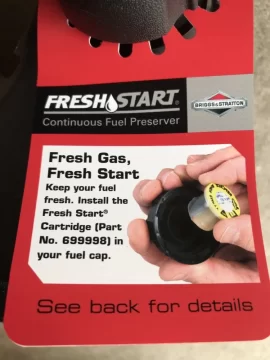 FRESH START®
BRIGGS & STRATTON
Continuous Fuel Preserver
Fresh Gas,
Fresh Start
Keep your fuel
fresh. Install the
Fresh Start®
Cartridge (Part
No. 699998) in
your fuel cap.
See back for details